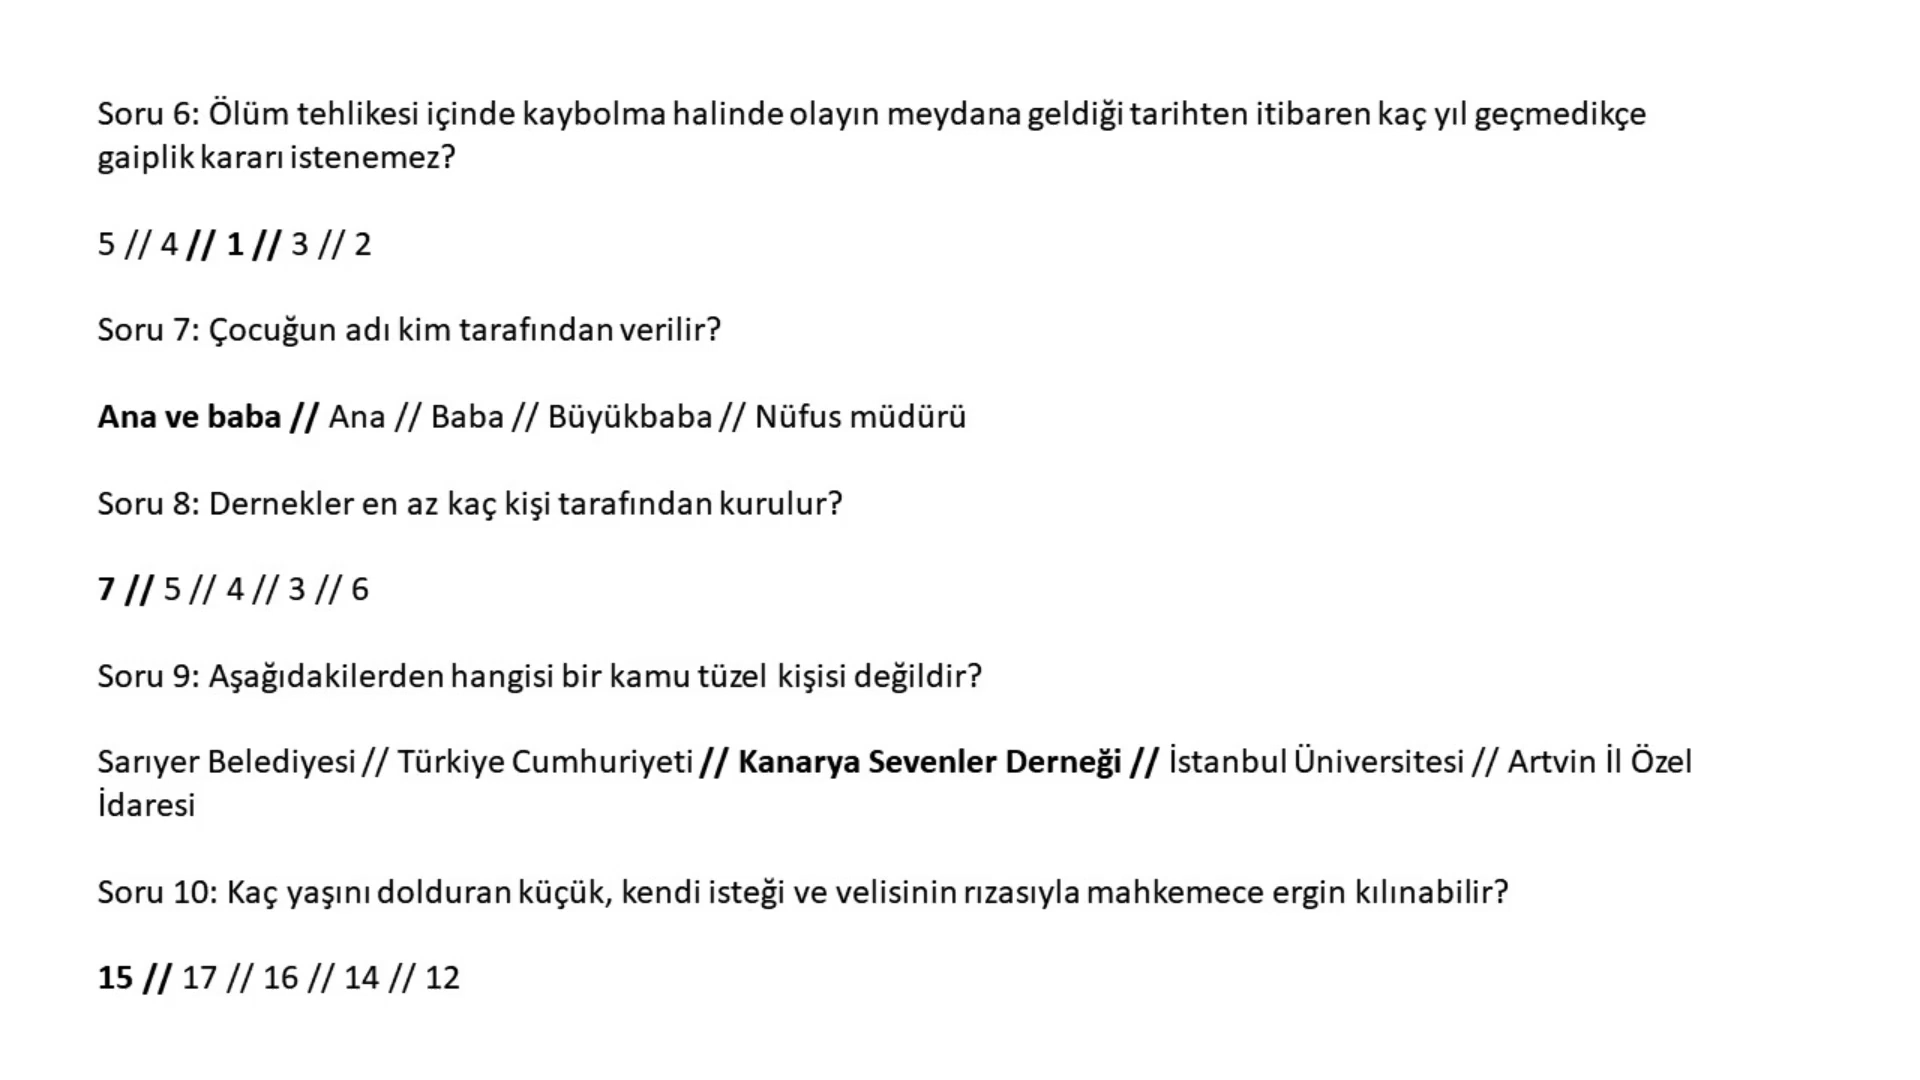 Soru 6: Ölüm tehlikesi içinde kaybolma halinde olayın meydana geldiği tarihten itibaren kaç yıl geçmedikçe
gaiplik kararı istenemez?
5 // 4 // 1 // 3 // 2
Soru 7: Çocuğun adı kim tarafından verilir?
Ana ve baba // Ana // Baba // Büyükbaba // Nüfus müdürü
Soru 8: Dernekler en az kaç kişi tarafından kurulur?
7 // 5 // 4 // 3 // 6
Soru 9: Aşağıdakilerden hangisi bir kamu tüzel kişisi değildir?
Sarıyer Belediyesi // Türkiye Cumhuriyeti // Kanarya Sevenler Derneği // İstanbul Üniversitesi // Artvin İl Özel
İdaresi
Soru 10: Kaç yaşını dolduran küçük, kendi isteği ve velisinin rızasıyla mahkemece ergin kılınabilir?
15 // 17 // 16 // 14 // 12